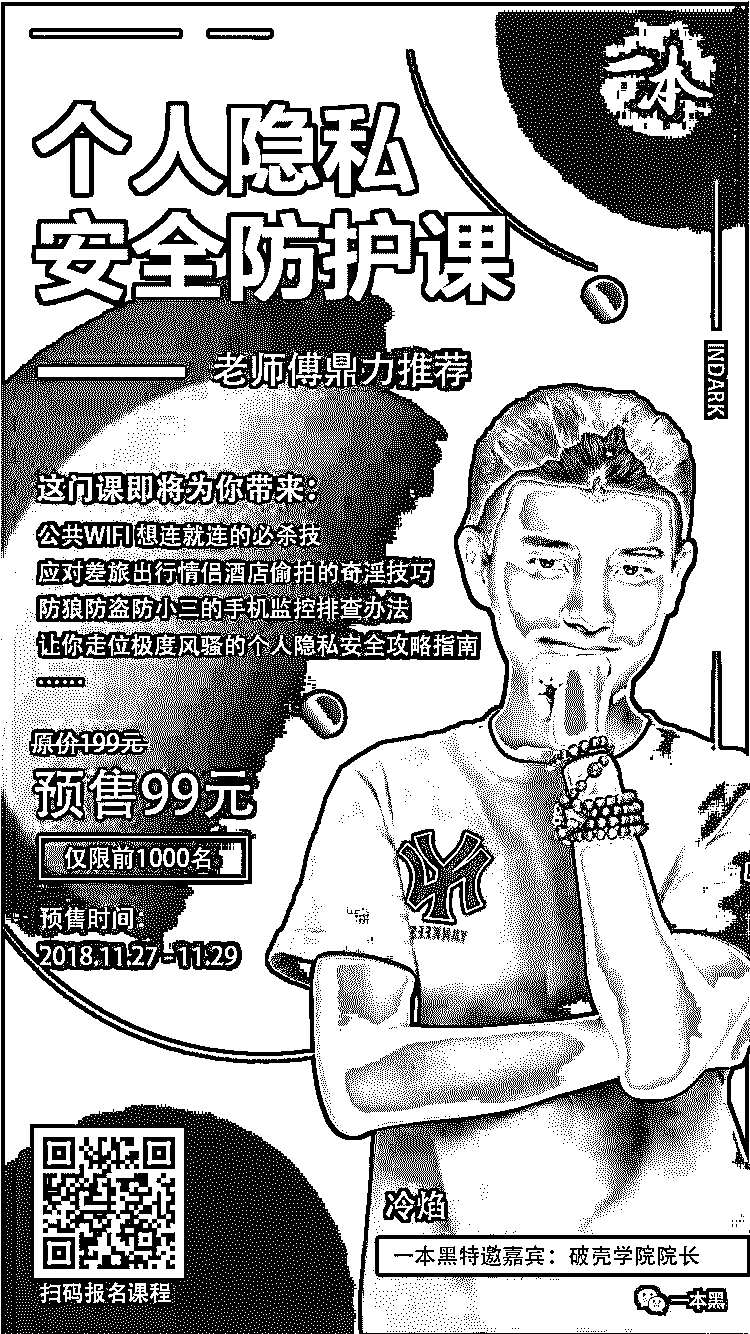 一本
个人隐私
安全防护课
INDARK
老师傅鼎力推荐
这门课即将为你带来：
公共WIFI 想连就连的必杀技
应对差旅出行情侣酒店偷拍的奇淫技巧
防狼防盗防小三的手机监控排查办法
让你走位极度风骚的个人隐私安全攻略指南
······
原价199元
预售99元
仅限前1000名
预售时间：
2018.11.27 - 11.29
YANKEES
扫码报名课程
冷焰
一本黑特邀嘉宾：破壳学院院长
一本黑